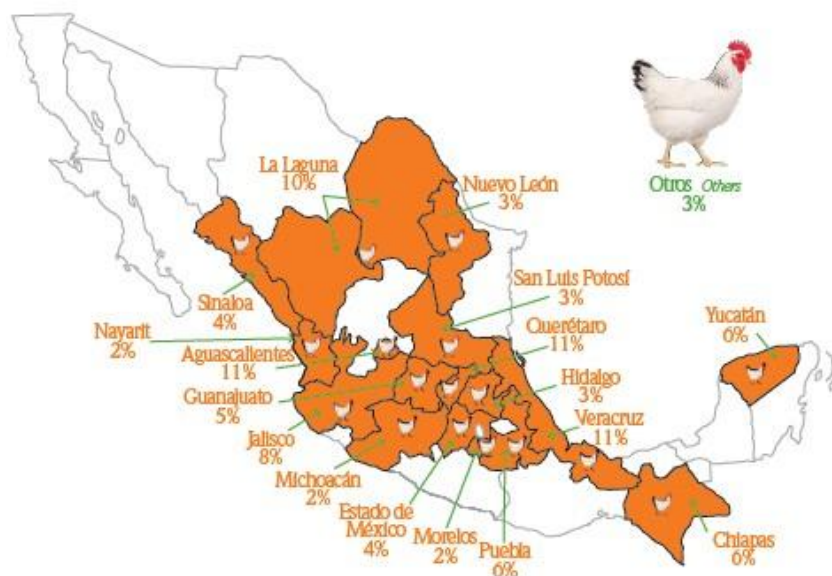 La Laguna
10%
Nuevo León
3%
Otros Others
3%
San Luis Potosí
3%
Sinaloa
4%
Querétaro
11%
Yucatán
6%
Nayarit
2%
Aguascalientes
11%
Hidalgo
3%
Guanajuato
5%
Veracruz
11%
Jalisco
8%
Michoacán
2%
Estado de
México
4%
Morelos
2%
Puebla
6%
Chiapas
6%